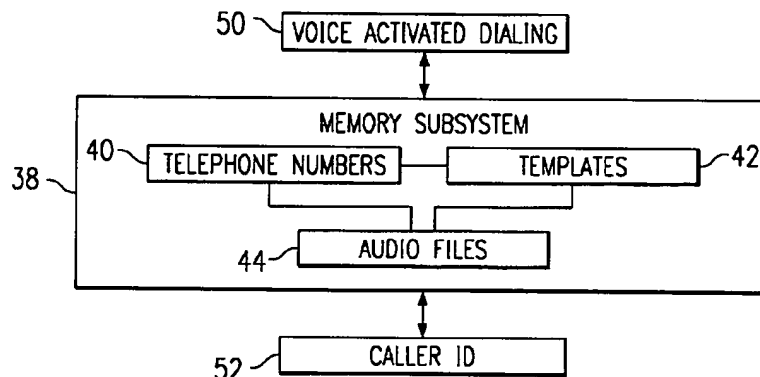 50
VOICE ACTIVATED DIALING
MEMORY SUBSYSTEM
40
TELEPHONE NUMBERS
TEMPLATES
42
38
AUDIO FILES
44
CALLER ID
52